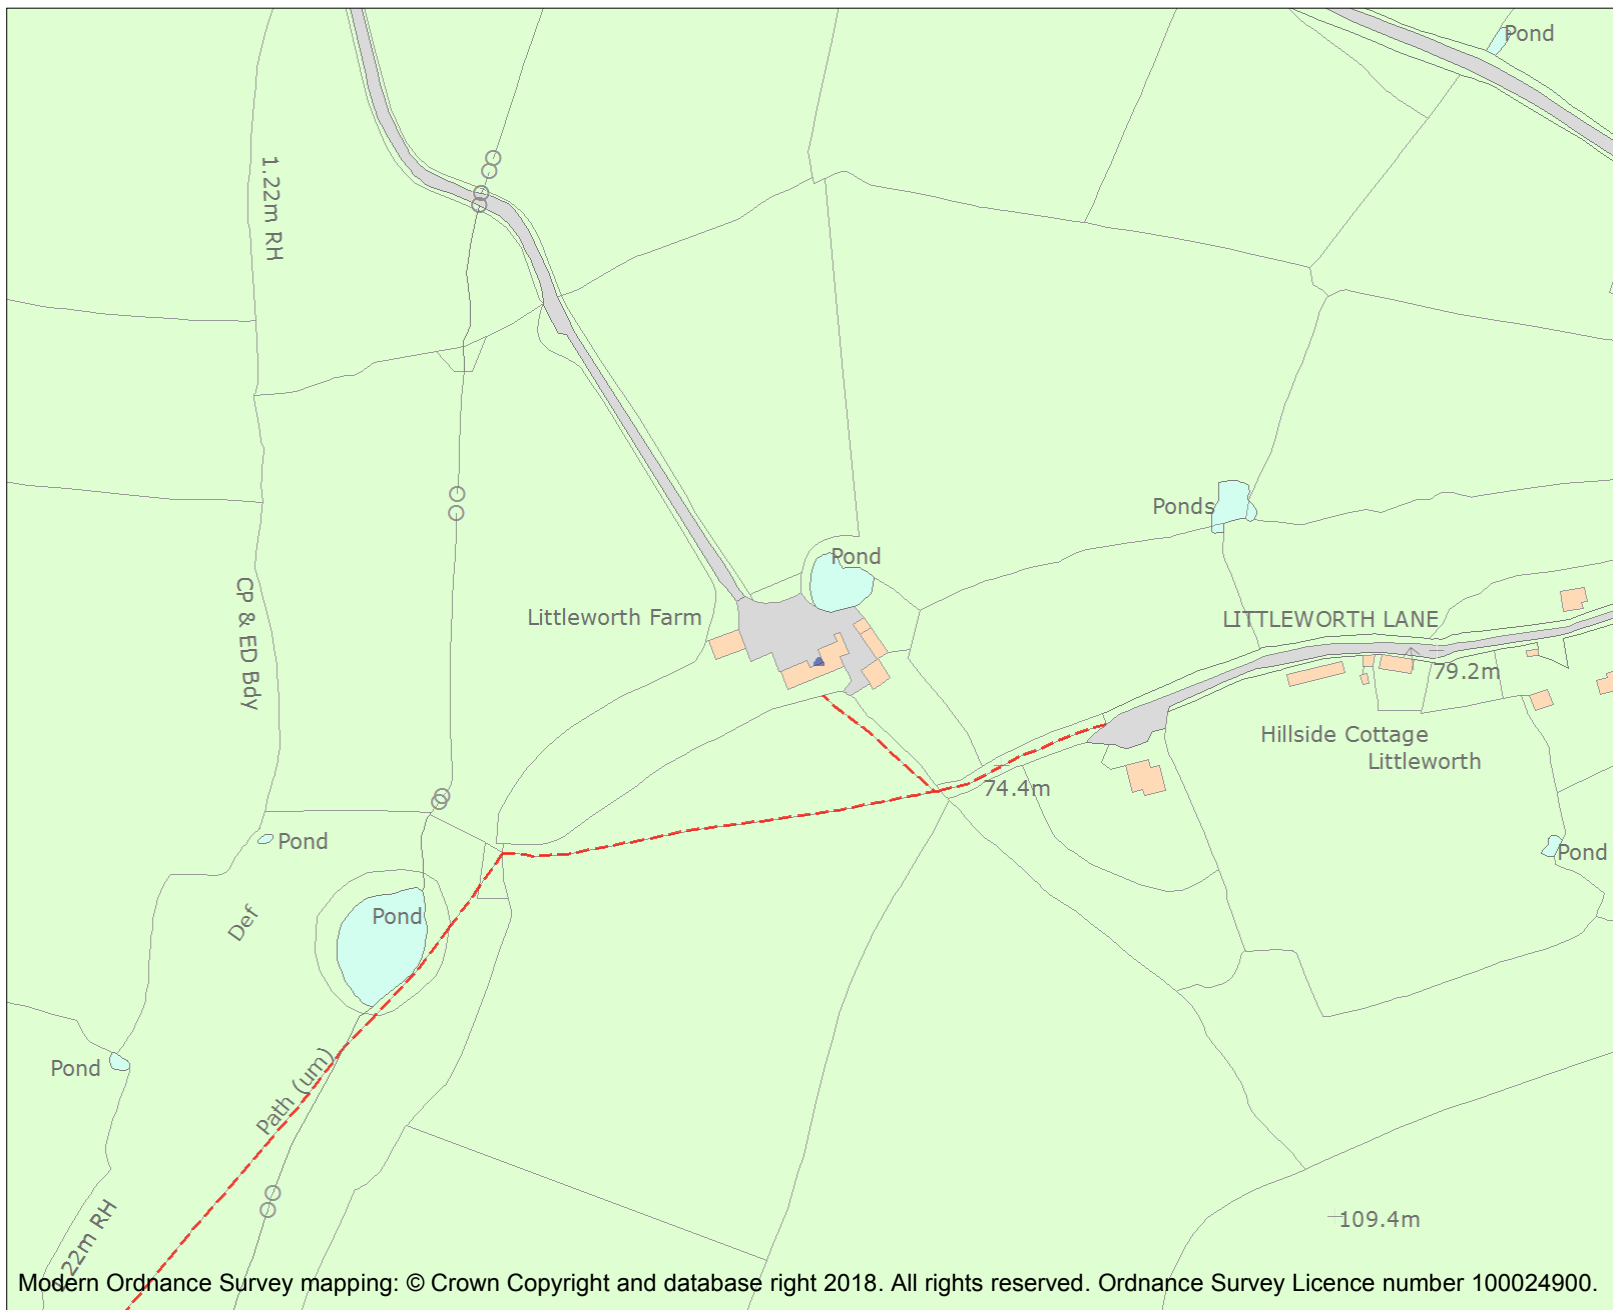 Pond
1.22m RH
Ponds
Pond
CP & ED Bdy
Littleworth Farm
LITTLEWORTH LANE
79.2m
Hillside Cottage
Littleworth
74.4m
Pond
Pond
Def
Pond
Pond
Path (um)
109.4m
1.22m RH
Modern Ordnance Survey mapping: © Crown Copyright and database right 2018. All rights reserved. Ordnance Survey Licence number 100024900.